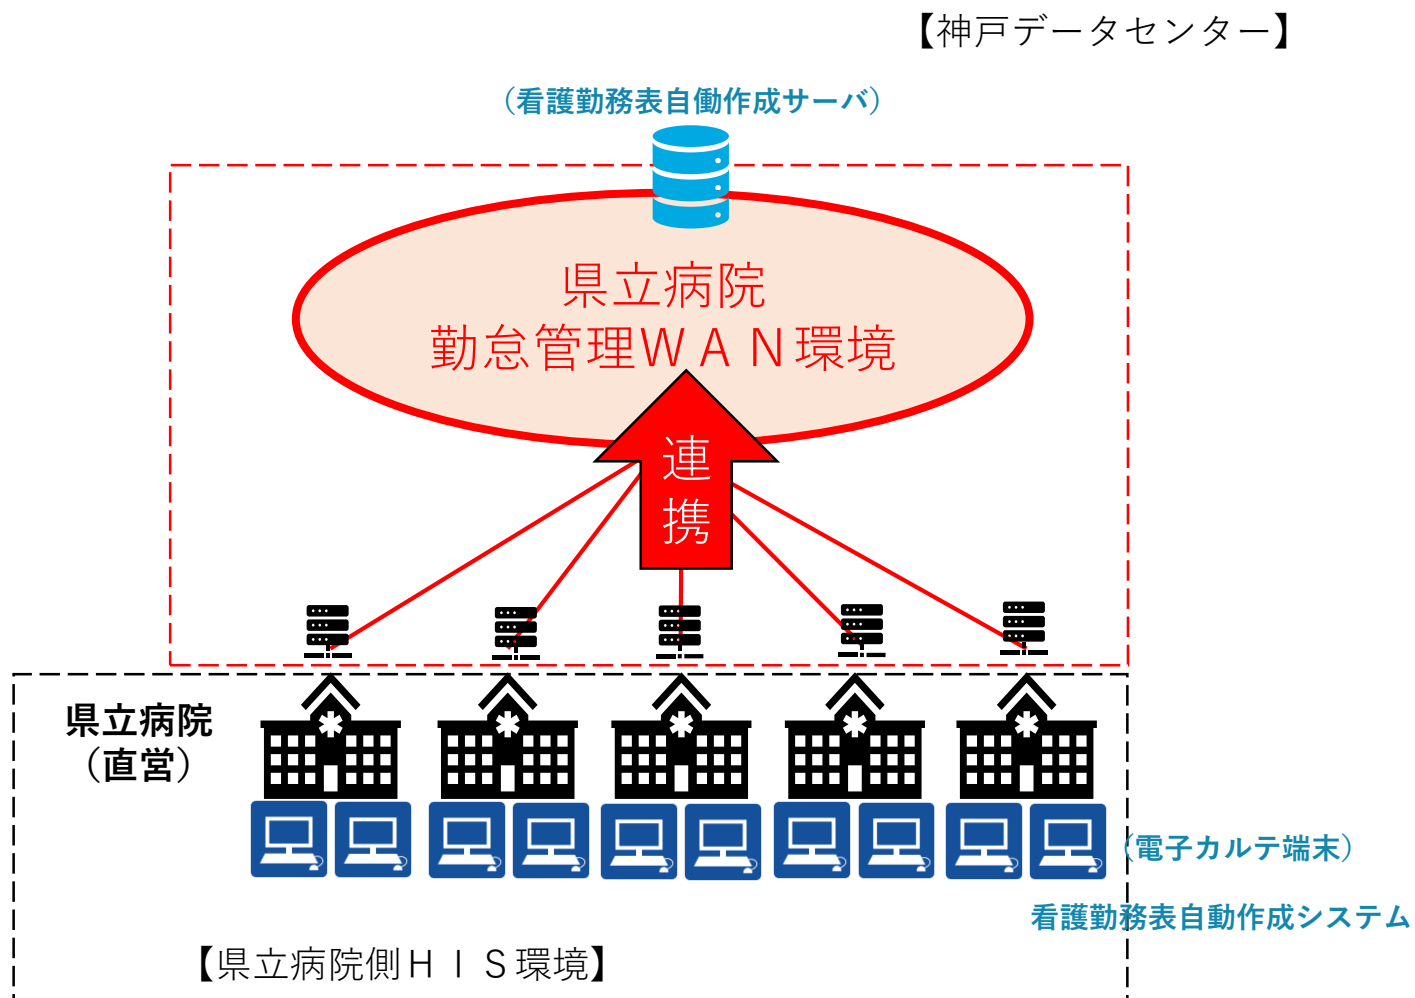 【神戸データセンター】
（看護勤務表自働作成サーバ）
県立病院
勤怠管理ＷＡＮ環境
連
携
県立病院
（直営）
（電子カルテ端末）
看護勤務表自動作成システム
【県立病院側ＨＩＳ環境】